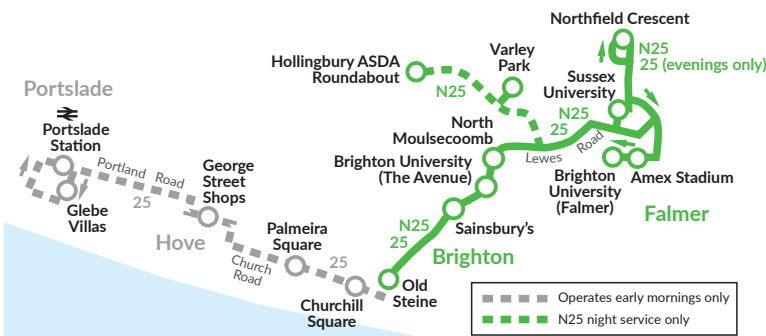 Northfield Crescent
N25
25 (evenings only)
Hollingbury ASDA
Roundabout
Varley
Park
Sussex
University
N25
Portslade
Portslade
Station
North
Moulsecoomb
N25
25
Lewes
Road
Portland Road
25
George
Street
Shops
Brighton University
(The Avenue)
Brighton
University
(Falmer)
Amex Stadium
Glebe
Villas
Hove
Palmeira
Square
N25
25
Sainsbury's
Falmer
Brighton
Church
Road
25
Old
Steine
Churchill
Square
Operates early mornings only
N25 night service only